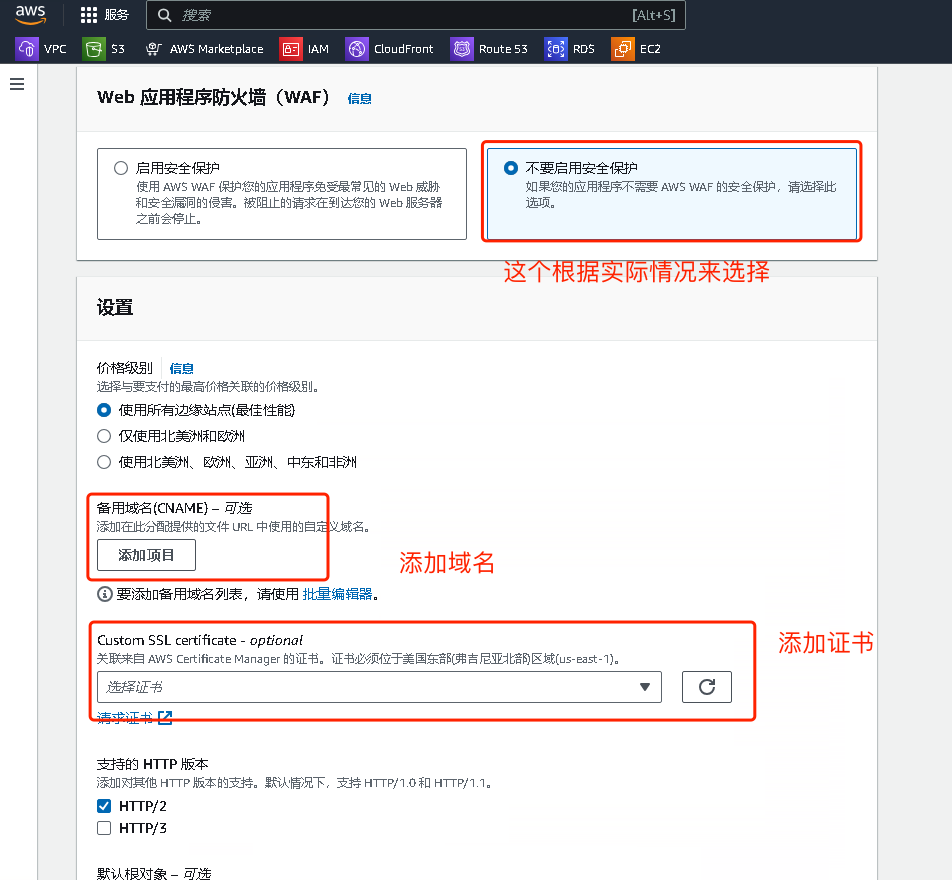 aws
服务
搜索
[Alt+S]
VPC
S3
AWS Marketplace
IAM
CloudFront
Route 53
RDS
EC2
Web 应用程序防火墙（WAF） 信息
启用安全保护
使用 AWS WAF 保护您的应用程序免受最常见的 Web 威胁
和安全漏洞的侵害。被阻止的请求在到达您的 Web 服务器
之前会停止。
不要启用安全保护
如果您的应用程序不需要 AWS WAF 的安全保护，请选择此
选项。
这个根据实际情况来选择
设置
价格级别 信息
选择与要支付的最高价格关联的价格级别。
使用所有边缘站点(最佳性能)
仅使用北美洲和欧洲
使用北美洲、欧洲、亚洲、中东和非洲
备用域名(CNAME) – 可选
添加在此分配提供的文件 URL 中使用的自定义域名。
添加项目
添加域名
要添加备用域名列表，请使用 批量编辑器。
Custom SSL certificate - optional
添加证书
关联来自 AWS Certificate Manager 的证书。证书必须位于美国东部(弗吉尼亚北部)区域(us-east-1)。
选择证书
请求证书
支持的 HTTP 版本
添加对其他 HTTP 版本的支持。默认情况下，支持 HTTP/1.0 和 HTTP/1.1。
HTTP/2
HTTP/3
默认根对象 – 可选